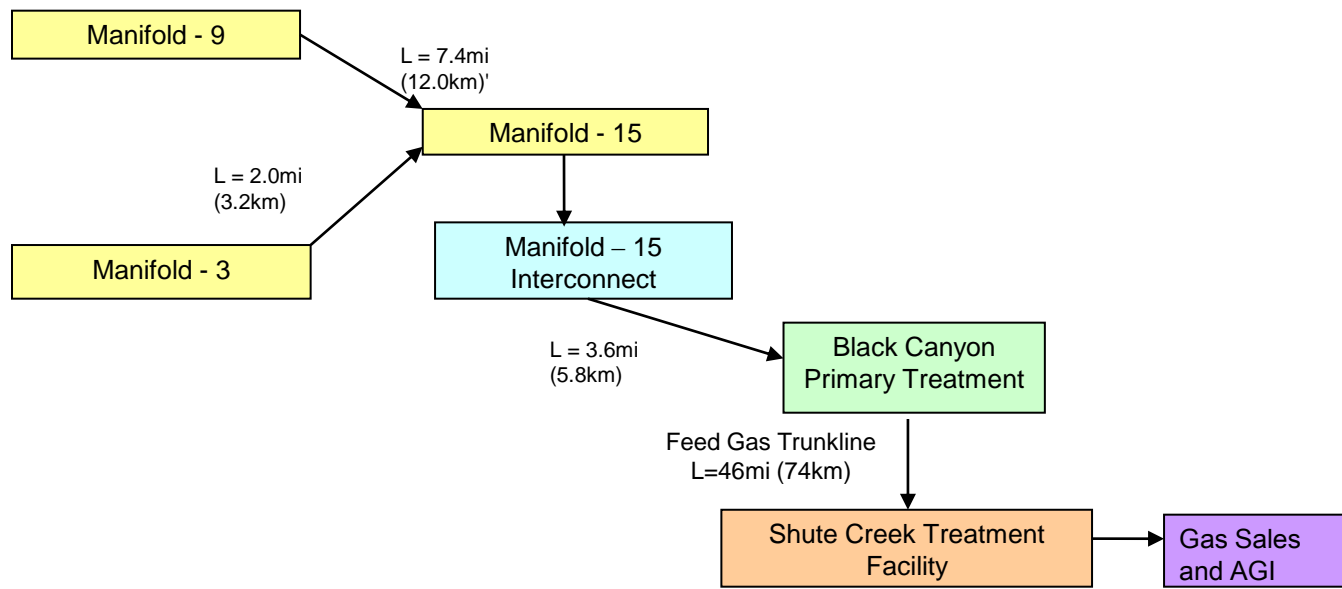 Manifold - 9
L = 7.4mi
(12.0km)'
Manifold - 15
L = 2.0mi
(3.2km)
Manifold - 3
Manifold – 15
Interconnect
L = 3.6mi
(5.8km)
Black Canyon
Primary Treatment
Feed Gas Trunkline
L=46mi (74km)
Shute Creek Treatment
Facility
Gas Sales
and AGI